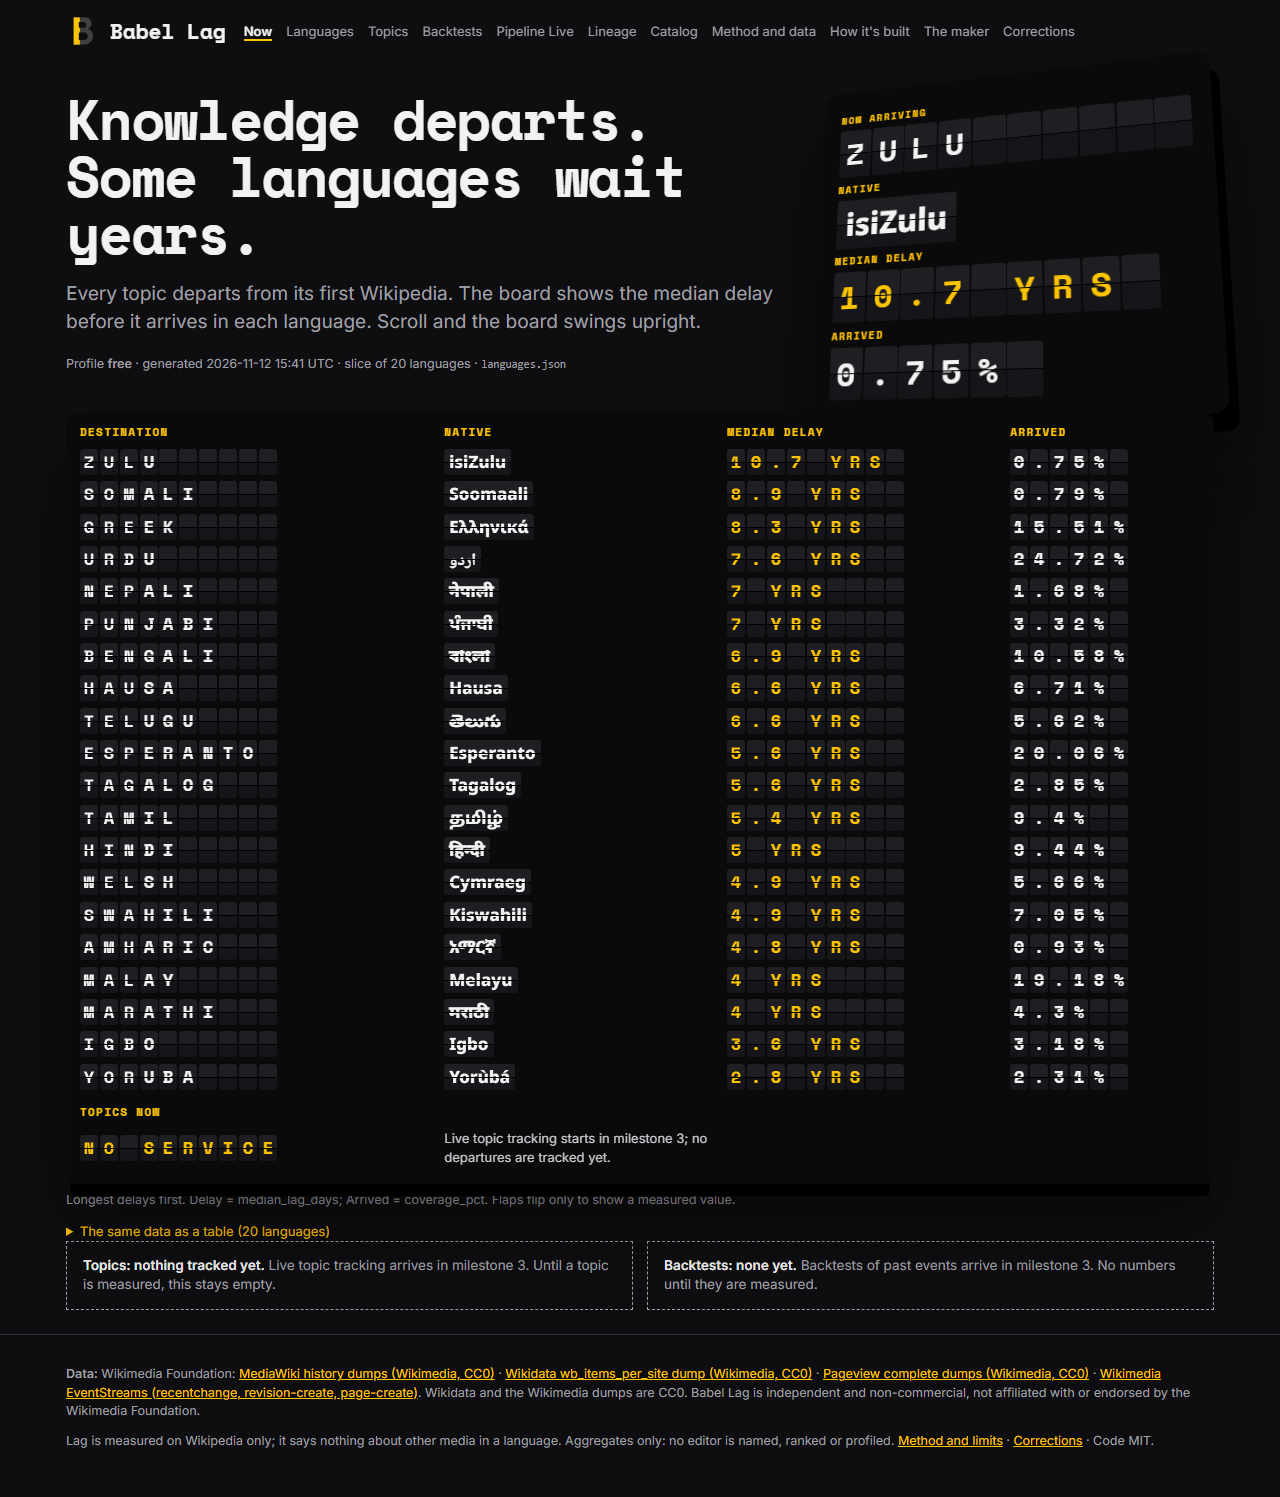 Babel Lag
Now Languages Topics Backtests Pipeline Live Lineage Catalog Method and data How it's built The maker Corrections
Knowledge departs.
Some languages wait
years.
Every topic departs from its first Wikipedia. The board shows the median delay
before it arrives in each language. Scroll and the board swings upright.
Profile free · generated 2026-11-12 15:41 UTC · slice of 20 languages · languages.json
NOW ARRIVING
ZULU
NATIVE
isiZulu
MEDIAN DELAY
10.7 YRS
ARRIVED
0.75%
DESTINATION NATIVE MEDIAN DELAY ARRIVED
ZULU isiZulu 10.7 YRS 0.75%
SOMALI Soomaali 8.9 YRS 0.79%
GREEK Ελληνικά 8.3 YRS 15.51%
URDU اردو 7.6 YRS 24.72%
NEPALI नेपाली 7 YRS 1.68%
PUNJABI ਪੰਜਾਬੀ 7 YRS 3.32%
BENGALI বাংলা 6.9 YRS 10.58%
HAUSA Hausa 6.6 YRS 6.71%
TELUGU తెలుగు 6.6 YRS 5.62%
ESPERANTO Esperanto 5.6 YRS 20.06%
TAGALOG Tagalog 5.6 YRS 2.85%
TAMIL தமிழ் 5.4 YRS 9.4%
HINDI हिन्दी 5 YRS 9.44%
WELSH Cymraeg 4.9 YRS 5.66%
SWAHILI Kiswahili 4.9 YRS 7.05%
AMHARIC አማርኛ 4.8 YRS 0.93%
MALAY Melayu 4 YRS 19.18%
MARATHI मराठी 4 YRS 4.3%
IGBO Igbo 3.6 YRS 3.18%
YORUBA Yorùbá 2.8 YRS 2.31%
TOPICS NOW
NO SERVICE Live topic tracking starts in milestone 3; no
departures are tracked yet.
Longest delays first. Delay = median_lag_days; Arrived = coverage_pct. Flaps flip only to show a measured value.
▶ The same data as a table (20 languages)
Topics: nothing tracked yet. Live topic tracking arrives in milestone 3. Until a topic
is measured, this stays empty.
Backtests: none yet. Backtests of past events arrive in milestone 3. No numbers
until they are measured.
Data: Wikimedia Foundation: MediaWiki history dumps (Wikimedia, CC0) · Wikidata wb_items_per_site dump (Wikimedia, CC0) · Pageview complete dumps (Wikimedia, CC0) · Wikimedia
EventStreams (recentchange, revision-create, page-create). Wikidata and the Wikimedia dumps are CC0. Babel Lag is independent and non-commercial, not affiliated with or endorsed by the
Wikimedia Foundation.
Lag is measured on Wikipedia only; it says nothing about other media in a language. Aggregates only: no editor is named, ranked or profiled. Method and limits · Corrections · Code MIT.